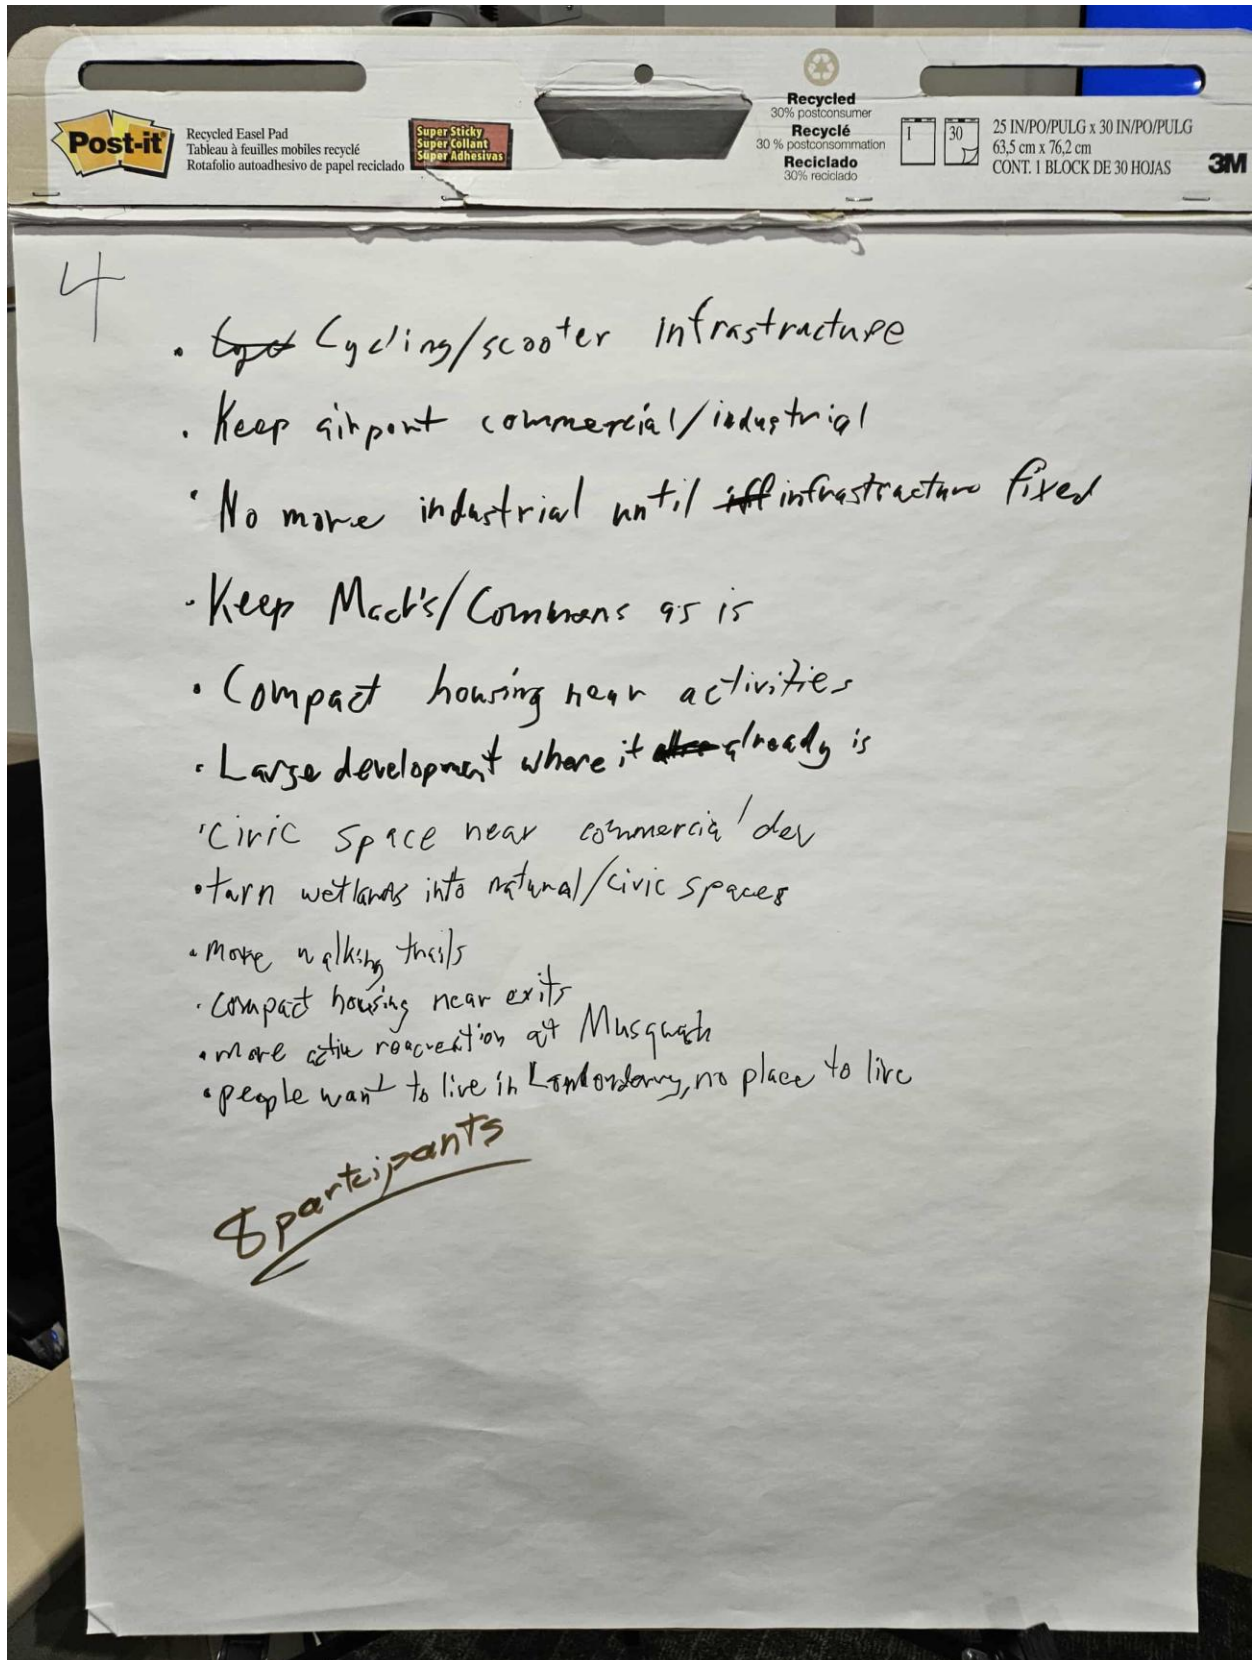 Post-it
Recycled Easel Pad
Tableau à feuilles mobiles recyclé
Rotafolio autoadhesivo de papel reciclado
Super Sticky
Super Collant
Súper Adhesivas
Recycled
30% postconsumer
Recyclé
30 % postconsommation
Reciclado
30% reciclado
1
30
25 IN/PO/PULG x 30 IN/PO/PULG
63,5 cm x 76,2 cm
CONT. 1 BLOCK DE 30 HOJAS
3M
4
• Cycling/scooter infrastructure
• Keep airport commercial/industrial
• No more industrial until infrastructure fixed
• Keep Mack's/Commons as is
• Compact housing near activities
• Large development where it already is
• Civic space near commercial dev
• turn wetlands into natural/civic spaces
• more walking trails
• compact housing near exits
• more active reacreation at Musquash
• people want to live in Londonderry, no place to live
8 participants